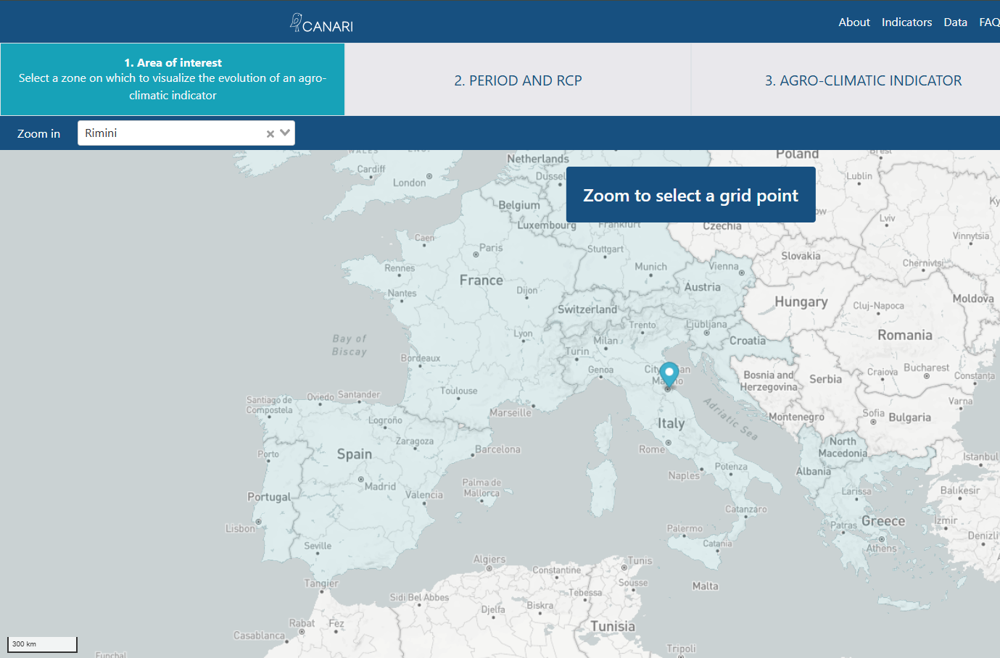 CANARI
About Indicators Data FAQ
1. Area of interest
Select a zone on which to visualize the evolution of an agro-
climatic indicator
2. PERIOD AND RCP
3. AGRO-CLIMATIC INDICATOR
Zoom in
Rimini
Zoom to select a grid point
WALES
Netherlands
Poland
Brest
Cardiff
London
Dussel
Lublin
Belgium
Luxembourg
Frankfurt
Czechia
Lviv
Ky
Vinnytsia
Caen
Paris
Stuttgart
Slovakia
Chernivtsi
Rennes
France
Munich
Vienna
Nantes
Dijon
Austria
Hungary
Cluj-Napoca
Moldova
Switzerland
Lyon
Trento
Ljubljana
Milan
Croatia
Romania
Bay of
Biscay
Turin
Bordeaux
Genoa
Bosnia and
Herzegovina
Serbia
Craiova
Bucharest
Constanța
Toulouse
Santiago de
Compostela
Oviedo
Santander
Marseille
Adriatic Sea
Varna
Logroño
Italy
Montenegro
Sofia
Bulgaria
Zaragoza
Porto
Spain
Barcelona
Rome
North
Macedonia
Istanbul
Albania
Madrid
Palma de
Mallorca
Naples
Potenza
Portugal
Valencia
Larissa
Balıkesir
Catanzaro
Lisbon
Patras
Greece
İzmir
Palermo
Seville
Catania
Athens
Denizli
Algiers
Constantine
Tunis
Tangier
Sousse
Malta
Sidi Bel Abbes
Tebessa
Djelfa
Biskra
Rabat
Fez
Tunisia
Casablanca
300 km
Tripoli
Funchal